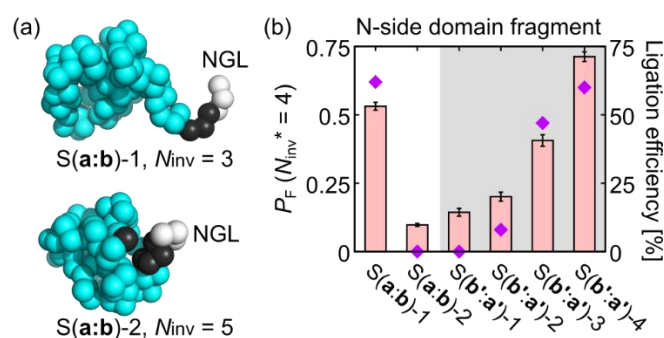 (a)
NGL
S(a:b)-1, Ninv = 3
NGL
S(a:b)-2, Ninv = 5
(b)
N-side domain fragment
PF (Ninv* = 4)
0.75
0.5
0.25
0
75
50
25
0
Ligation efficiency [%]
S(a:b)-1
S(a:b)-2
S(b':a')-1
S(b':a')-2
S(b':a')-3
S(b':a')-4